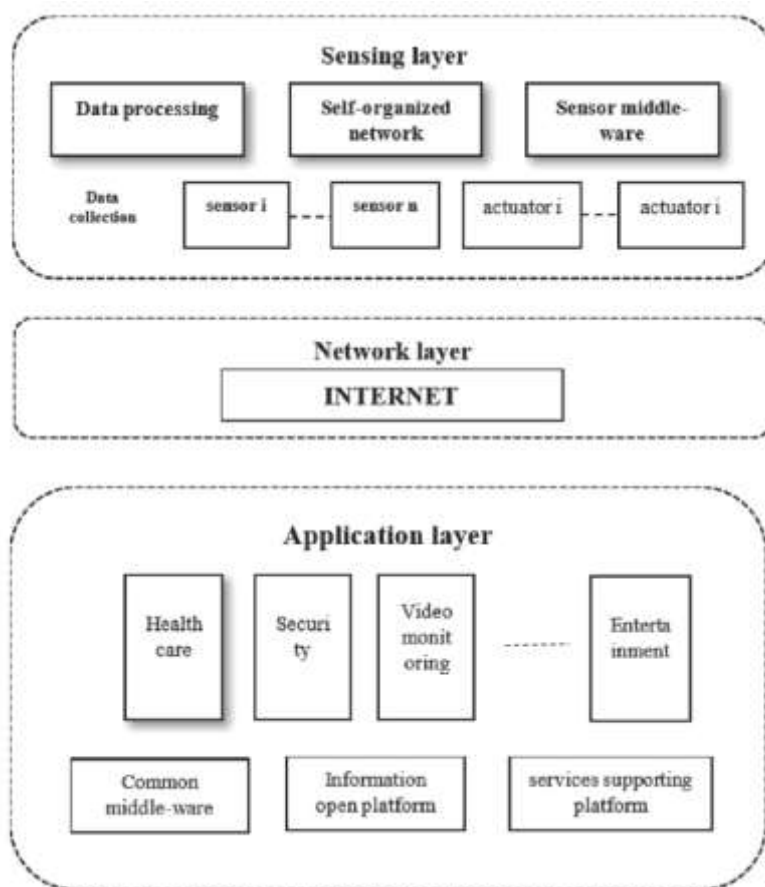 Sensing layer
Data processing
Self-organized
network
Sensor middle-
ware
Data
collection
sensor i
sensor n
actuator i
actuator i
Network layer
INTERNET
Application layer
Health
care
Securi
ty
Video
monit
oring
Enterta
inment
Common
middle-ware
Information
open platform
services supporting
platform